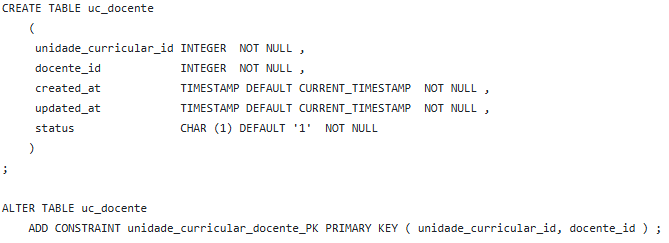 CREATE TABLE uc_docente
(
unidade_curricular_id INTEGER NOT NULL ,
docente_id INTEGER NOT NULL ,
created_at TIMESTAMP DEFAULT CURRENT_TIMESTAMP NOT NULL ,
updated_at TIMESTAMP DEFAULT CURRENT_TIMESTAMP NOT NULL ,
status CHAR (1) DEFAULT '1' NOT NULL
)
;
ALTER TABLE uc_docente
ADD CONSTRAINT unidade_curricular_docente_PK PRIMARY KEY ( unidade_curricular_id, docente_id ) ;